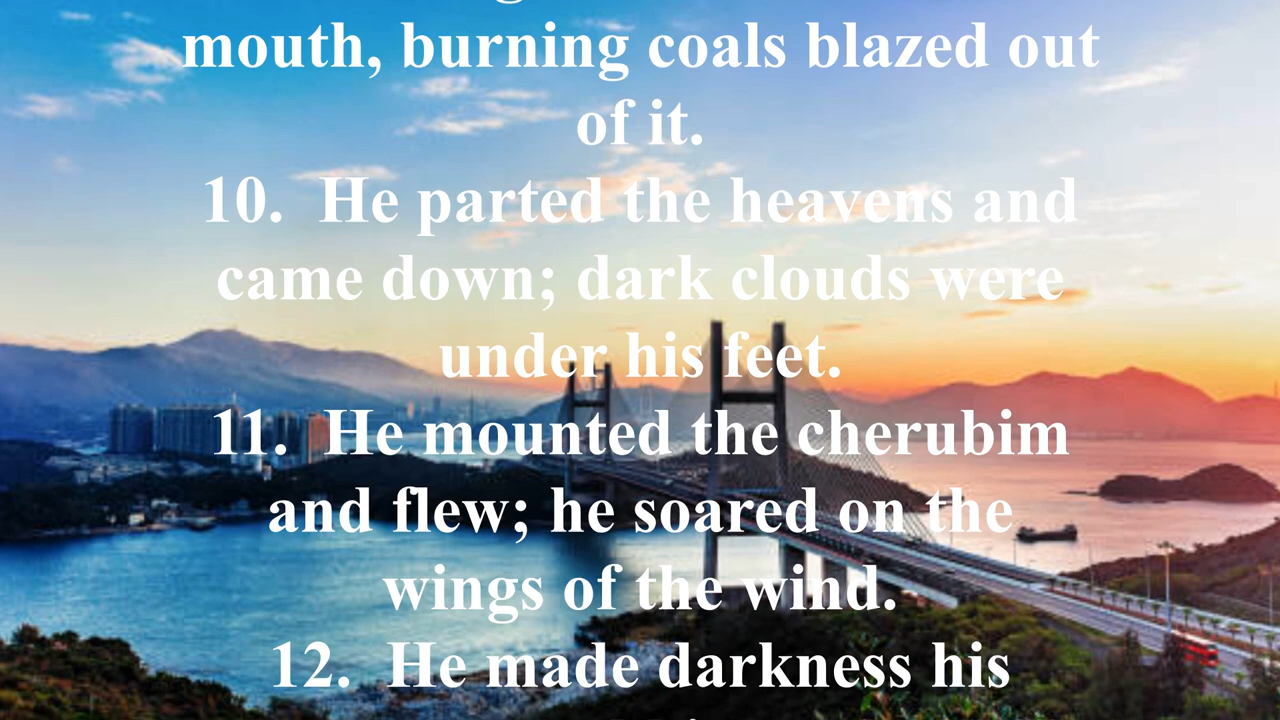 mouth, burning coals blazed out
of it.
10. He parted the heavens and
came down; dark clouds were
under his feet.
11. He mounted the cherubim
and flew; he soared on the
wings of the wind.
12. He made darkness his